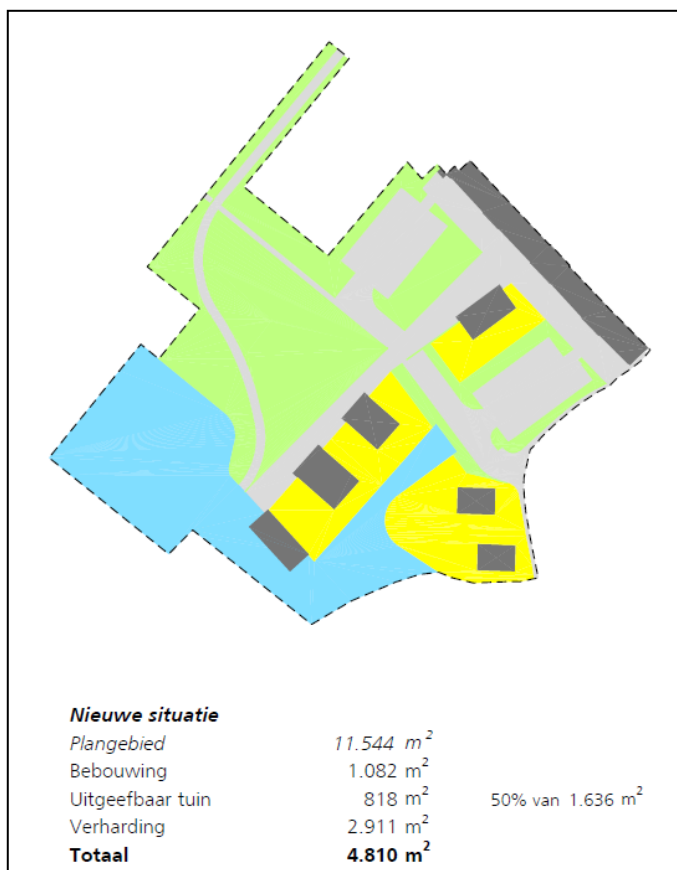 Nieuwe situatie
Plangebied 11.544 m²
Bebouwing 1.082 m²
Uitgeefbaar tuin 818 m² 50% van 1.636 m²
Verharding 2.911 m²
Totaal 4.810 m²